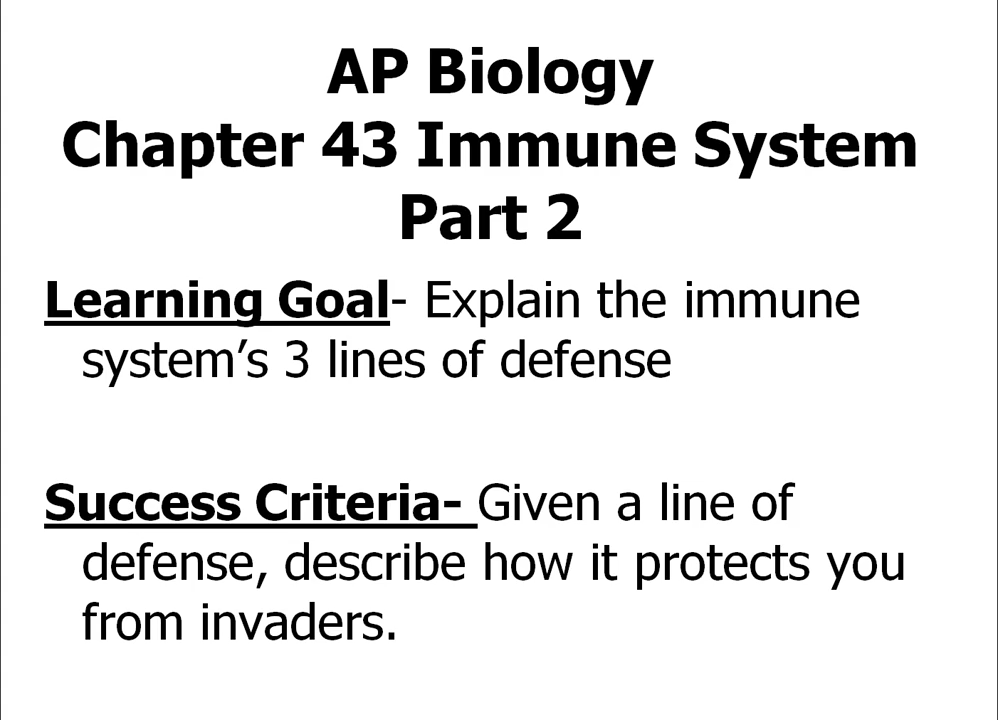 AP Biology
Chapter 43 Immune System
Part 2
Learning Goal- Explain the immune
system’s 3 lines of defense
Success Criteria- Given a line of
defense, describe how it protects you
from invaders.